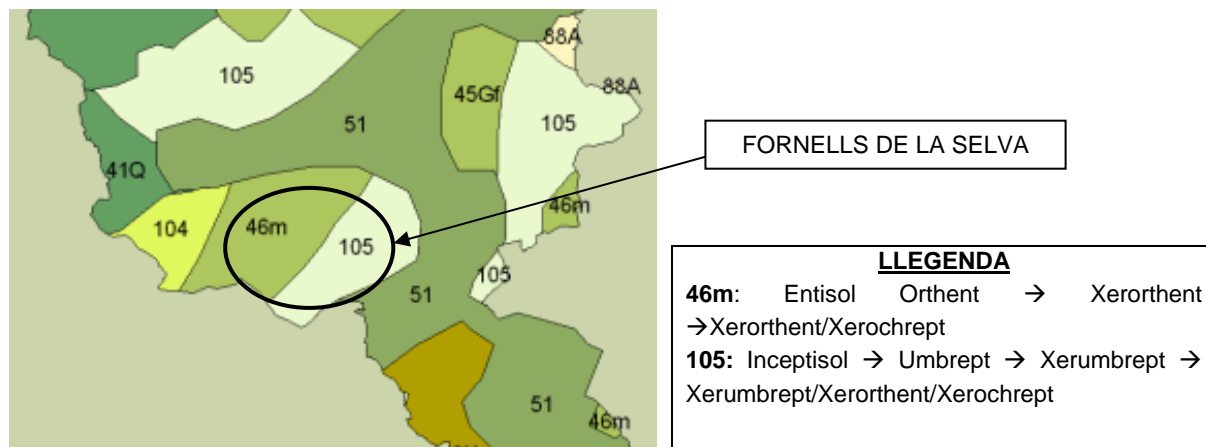 88A
105
45Gf
88A
51
105
FORNELLS DE LA SELVA
41Q
46m
104
46m
105
105
51
51
46m
LLEGENDA
46m: Entisol Orthent → Xerorthent
→Xerorthent/Xerochrept
105: Inceptisol → Umbrept → Xerumbrept →
Xerumbrept/Xerorthent/Xerochrept